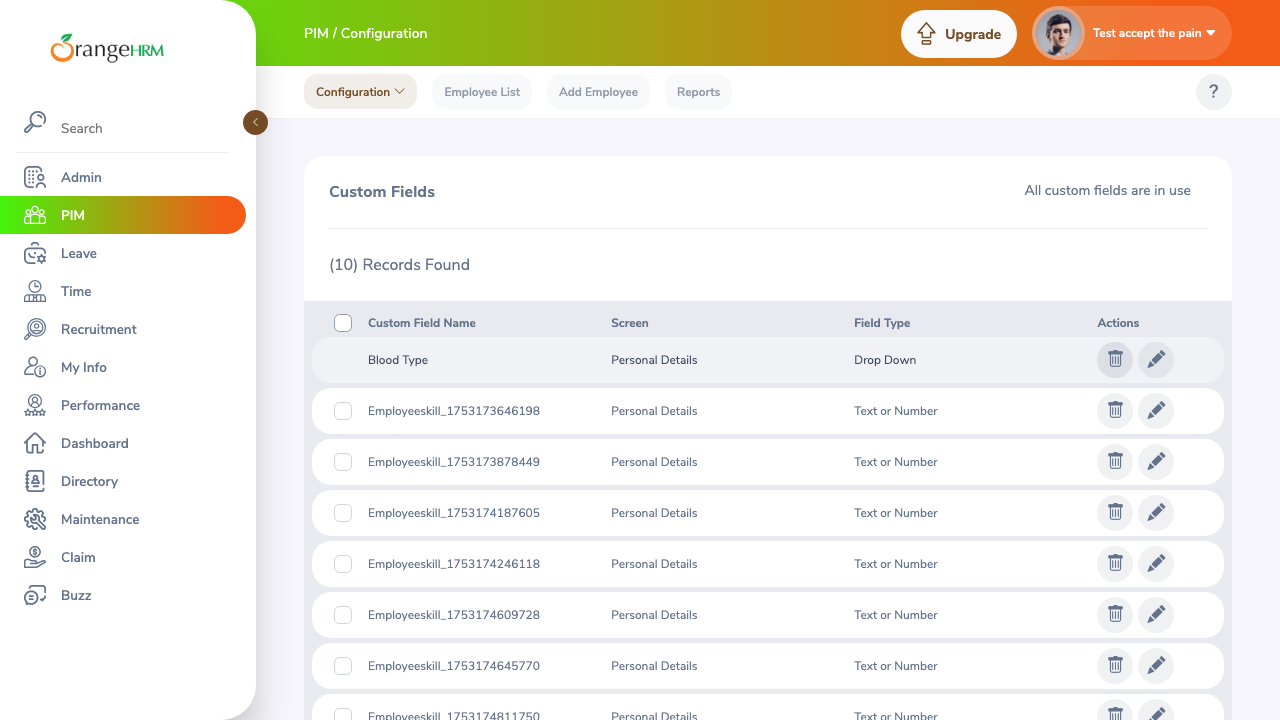 OrangeHRM
PIM / Configuration
Upgrade
Test accept the pain
Configuration
Employee List
Add Employee
Reports
?
Search
Admin
PIM
Leave
Time
Recruitment
My Info
Performance
Dashboard
Directory
Maintenance
Claim
Buzz
Custom Fields
All custom fields are in use
(10) Records Found
Custom Field Name Screen Field Type Actions
Blood Type Personal Details Drop Down
Employeeskill_1753173646198 Personal Details Text or Number
Employeeskill_1753173878449 Personal Details Text or Number
Employeeskill_1753174187605 Personal Details Text or Number
Employeeskill_1753174246118 Personal Details Text or Number
Employeeskill_1753174609728 Personal Details Text or Number
Employeeskill_1753174645770 Personal Details Text or Number
Employeeskill_1753174811750 Personal Details Text or Number